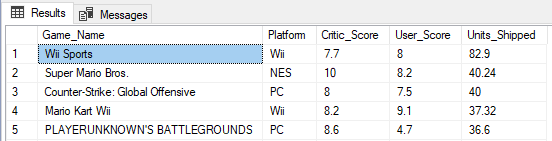 Results Messages
Game_Name Platform Critic_Score User_Score Units_Shipped
1 Wii Sports Wii 7.7 8 82.9
2 Super Mario Bros. NES 10 8.2 40.24
3 Counter-Strike: Global Offensive PC 8 7.5 40
4 Mario Kart Wii Wii 8.2 9.1 37.32
5 PLAYERUNKNOWN'S BATTLEGROUNDS PC 8.6 4.7 36.6